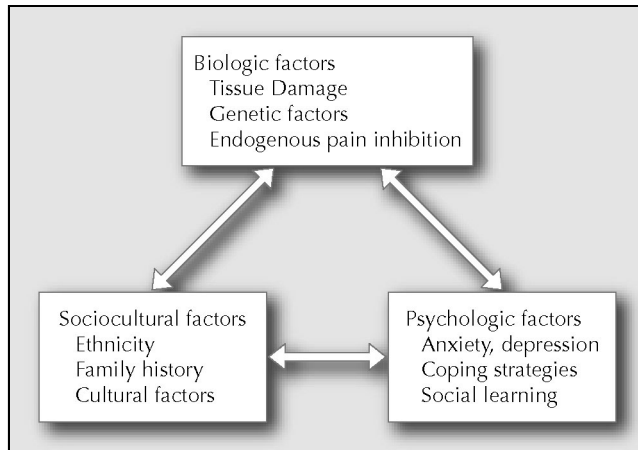 Biologic factors
Tissue Damage
Genetic factors
Endogenous pain inhibition
Sociocultural factors
Ethnicity
Family history
Cultural factors
Psychologic factors
Anxiety, depression
Coping strategies
Social learning